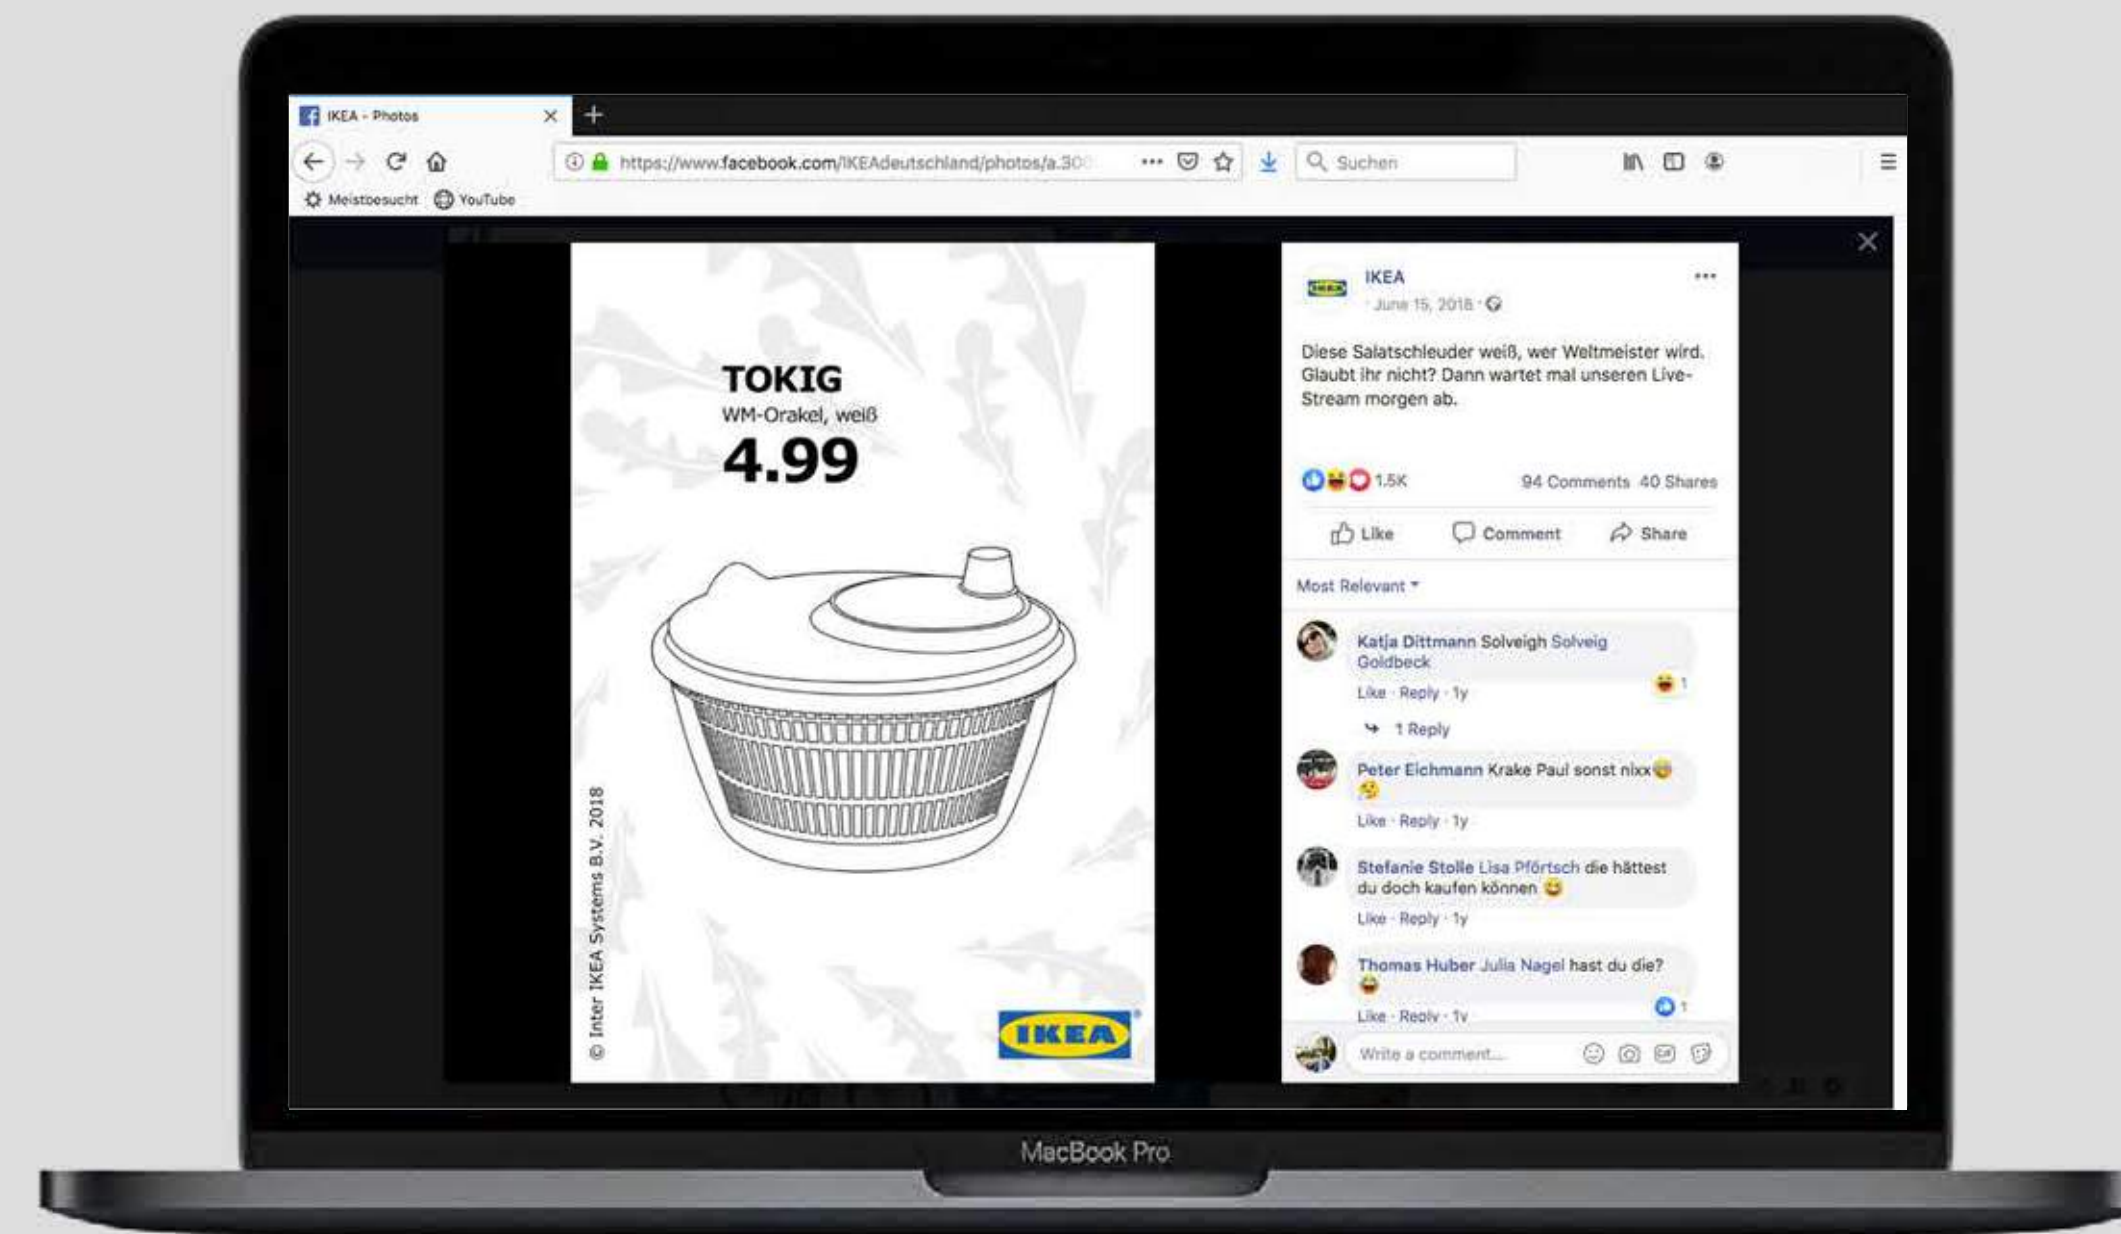 IKEA - Photos
https://www.facebook.com/IKEAdeutschland/photos/a.300
Suchen
Meistbesucht YouTube
TOKIG
WM-Orakel, weiß
4.99
© Inter IKEA Systems B.V. 2018
IKEA®
IKEA
IKEA
June 15, 2018
Diese Salatschleuder weiß, wer Weltmeister wird.
Glaubt ihr nicht? Dann wartet mal unseren Live-
Stream morgen ab.
1.5K 94 Comments 40 Shares
Like Comment Share
Most Relevant
Katja Dittmann Solveigh Solveig
Goldbeck
1
Like · Reply · 1y
1 Reply
Peter Eichmann Krake Paul sonst nixx
Like · Reply · 1y
Stefanie Stolle Lisa Pförtsch die hättest
du doch kaufen können
Like · Reply · 1y
Thomas Huber Julia Nagel hast du die?
1
Like · Reply · 1y
Write a comment...
GIF
MacBook Pro